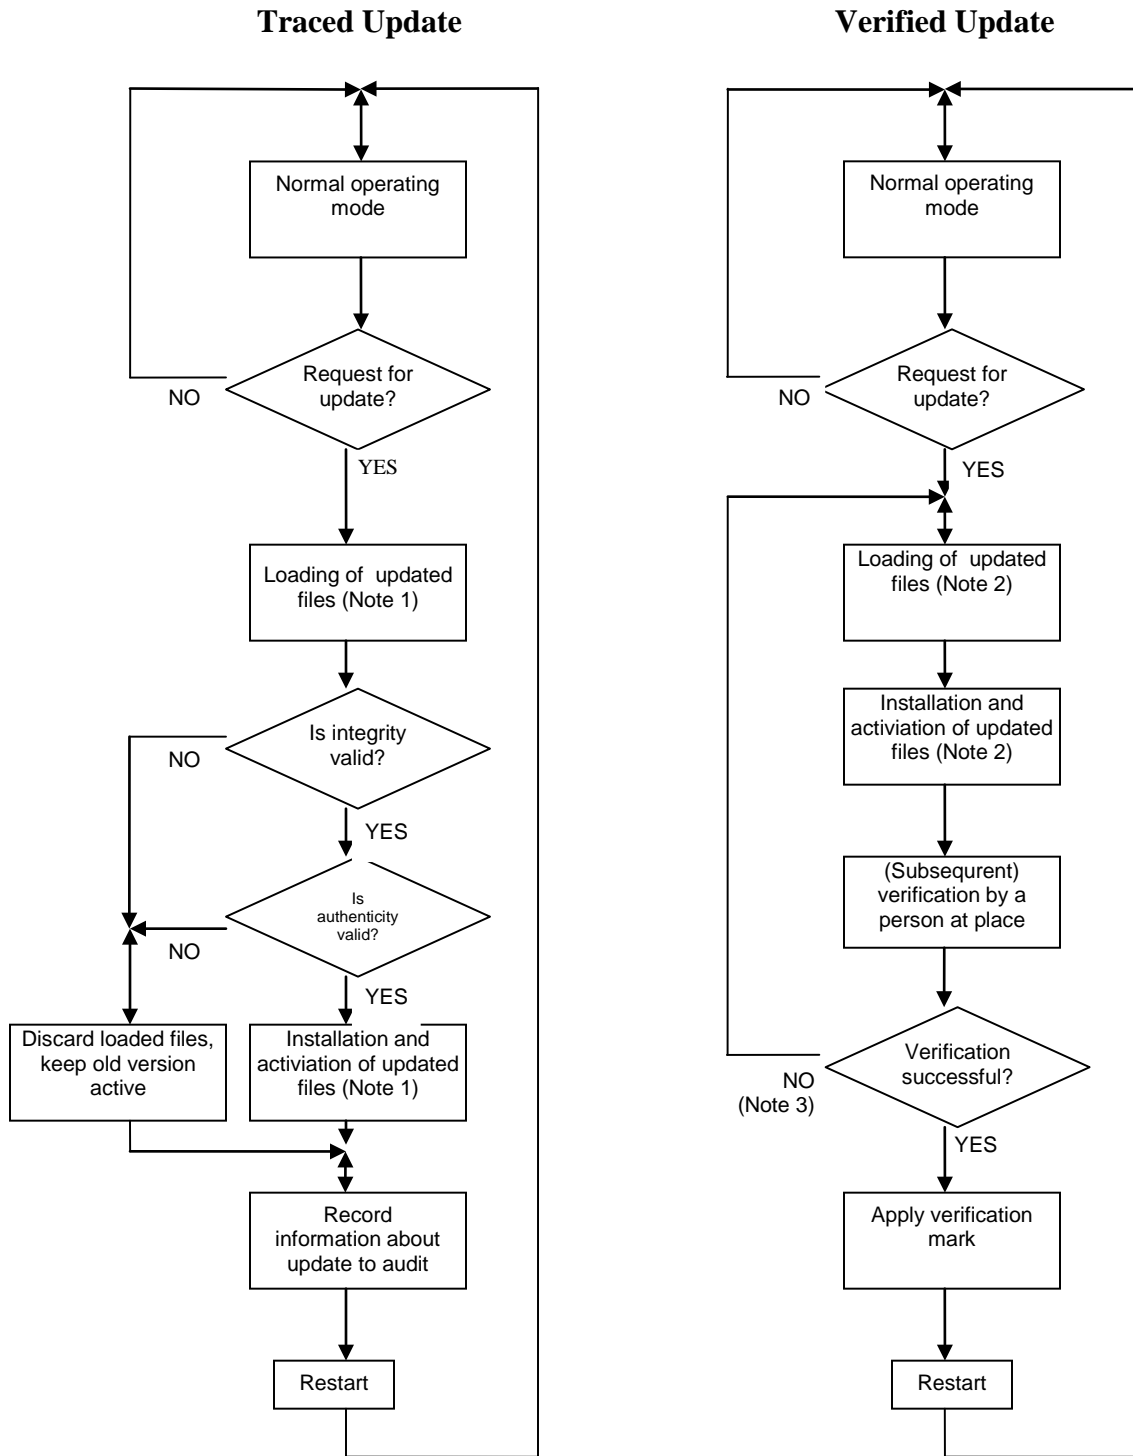 Traced Update
Normal operating
mode
Request for
update?
NO
YES
Loading of updated
files (Note 1)
Is integrity
valid?
NO
YES
Is
authenticity
valid?
NO
YES
Discard loaded files,
keep old version
active
Installation and
activiation of updated
files (Note 1)
Record
information about
update to audit
Restart
Verified Update
Normal operating
mode
Request for
update?
NO
YES
Loading of updated
files (Note 2)
Installation and
activiation of updated
files (Note 2)
(Subsequrent)
verification by a
person at place
Verification
successful?
NO
(Note 3)
YES
Apply verification
mark
Restart